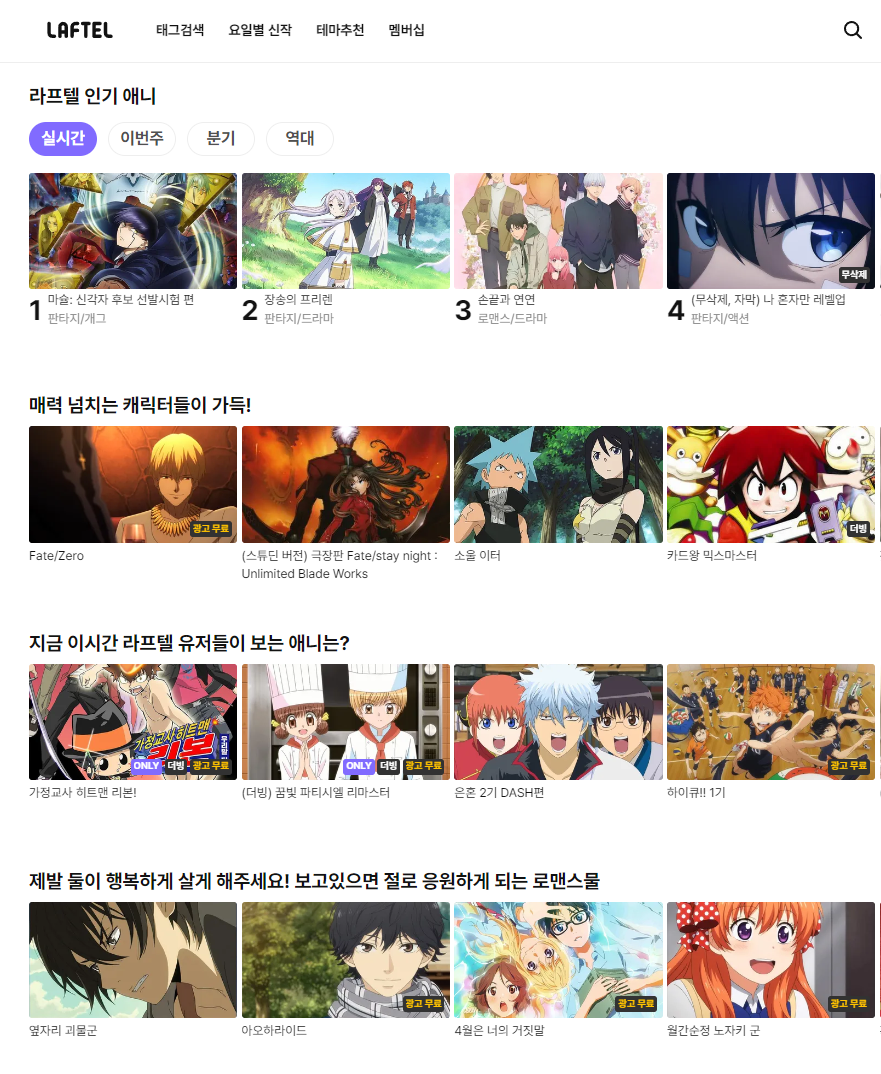 LAFTEL 태그검색 요일별 신작 테마추천 멤버십
라프텔 인기 애니
실시간 이번주 분기 역대
무삭제
1 마슐: 신각자 후보 선발시험 편
판타지/개그
2 장송의 프리렌
판타지/드라마
3 손끝과 연연
로맨스/드라마
4 (무삭제, 자막) 나 혼자만 레벨업
판타지/액션
매력 넘치는 캐릭터들이 가득!
광고 무료
더빙
Fate/Zero
(스튜딘 버전) 극장판 Fate/stay night :
Unlimited Blade Works
소울 이터
카드왕 믹스마스터
지금 이시간 라프텔 유저들이 보는 애니는?
가정교사 히트맨
리본
ONLY 더빙 광고 무료
ONLY 더빙 광고 무료
광고 무료
가정교사 히트맨 리본!
(더빙) 꿈빛 파티시엘 리마스터
은혼 2기 DASH편
하이큐!! 1기
제발 둘이 행복하게 살게 해주세요! 보고있으면 절로 응원하게 되는 로맨스물
광고 무료
광고 무료
광고 무료
옆자리 괴물군
아오하라이드
4월은 너의 거짓말
월간순정 노자키 군